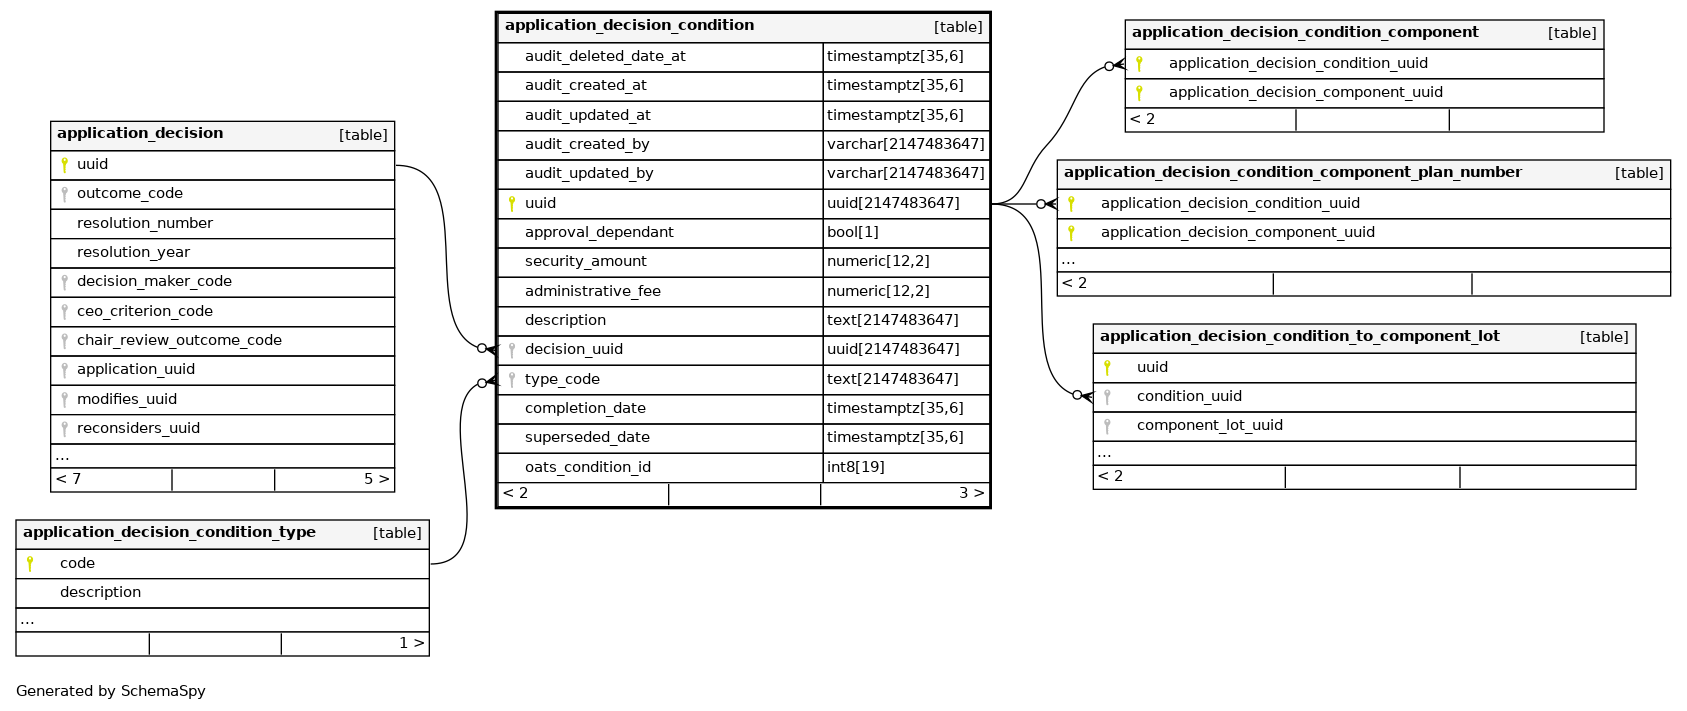 application_decision [table]
uuid
outcome_code
resolution_number
resolution_year
decision_maker_code
ceo_criterion_code
chair_review_outcome_code
application_uuid
modifies_uuid
reconsiders_uuid
...
< 7 5 >
application_decision_condition_type [table]
code
description
...
1 >
application_decision_condition [table]
audit_deleted_date_at timestamptz[35,6]
audit_created_at timestamptz[35,6]
audit_updated_at timestamptz[35,6]
audit_created_by varchar[2147483647]
audit_updated_by varchar[2147483647]
uuid uuid[2147483647]
approval_dependant bool[1]
security_amount numeric[12,2]
administrative_fee numeric[12,2]
description text[2147483647]
decision_uuid uuid[2147483647]
type_code text[2147483647]
completion_date timestamptz[35,6]
superseded_date timestamptz[35,6]
oats_condition_id int8[19]
< 2 3 >
application_decision_condition_component [table]
application_decision_condition_uuid
application_decision_component_uuid
< 2
application_decision_condition_component_plan_number [table]
application_decision_condition_uuid
application_decision_component_uuid
...
< 2
application_decision_condition_to_component_lot [table]
uuid
condition_uuid
component_lot_uuid
...
< 2
Generated by SchemaSpy